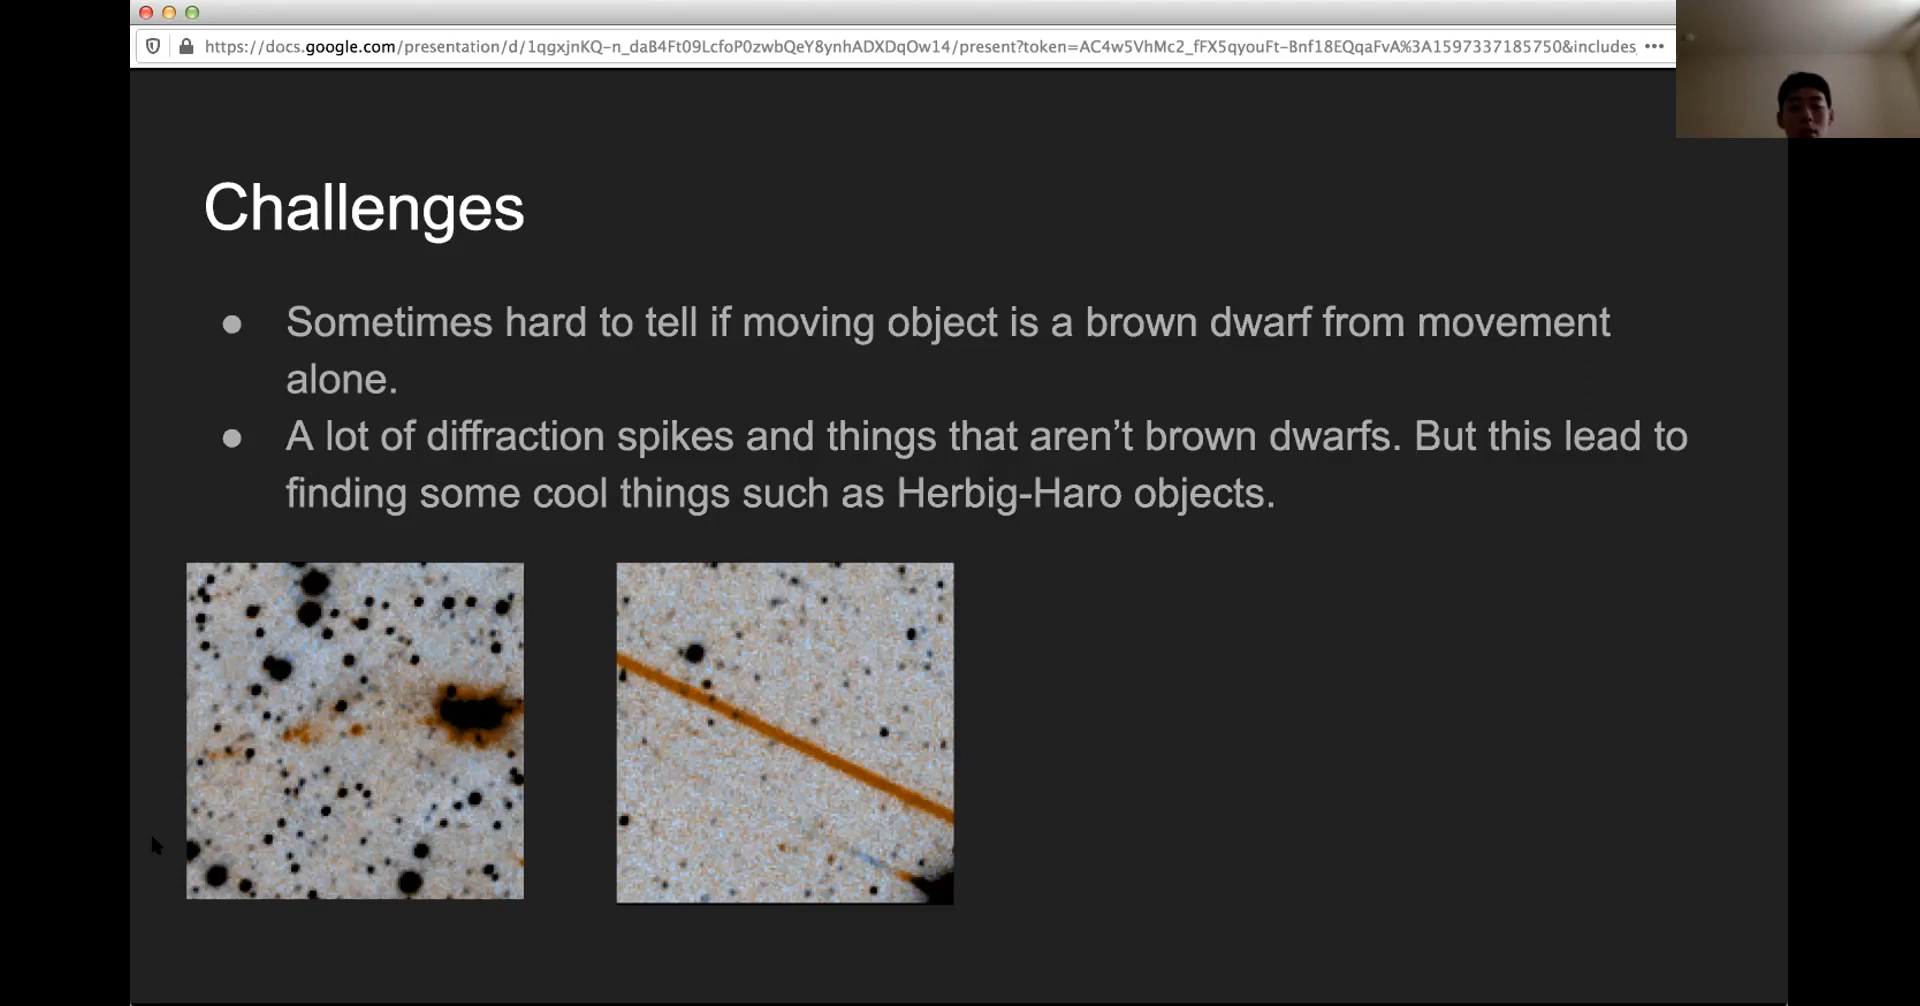 https://docs.google.com/presentation/d/1qgxjnKQ-n_daB4Ft09LcfoP0zwbQeY8ynhADXDqOw14/present?token=AC4w5VhMc2_fFX5qyouFt-Bnf18EQqaFvA%3A1597337185750&includes
Challenges
● Sometimes hard to tell if moving object is a brown dwarf from movement
alone.
● A lot of diffraction spikes and things that aren't brown dwarfs. But this lead to
finding some cool things such as Herbig-Haro objects.